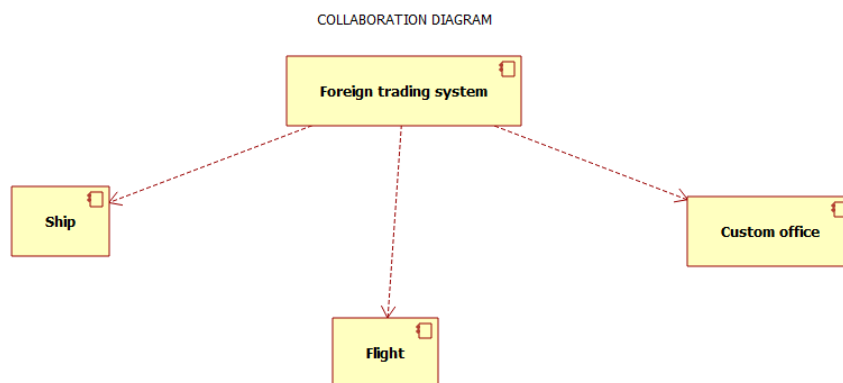 COLLABORATION DIAGRAM
Foreign trading system
Ship
Custom office
Flight